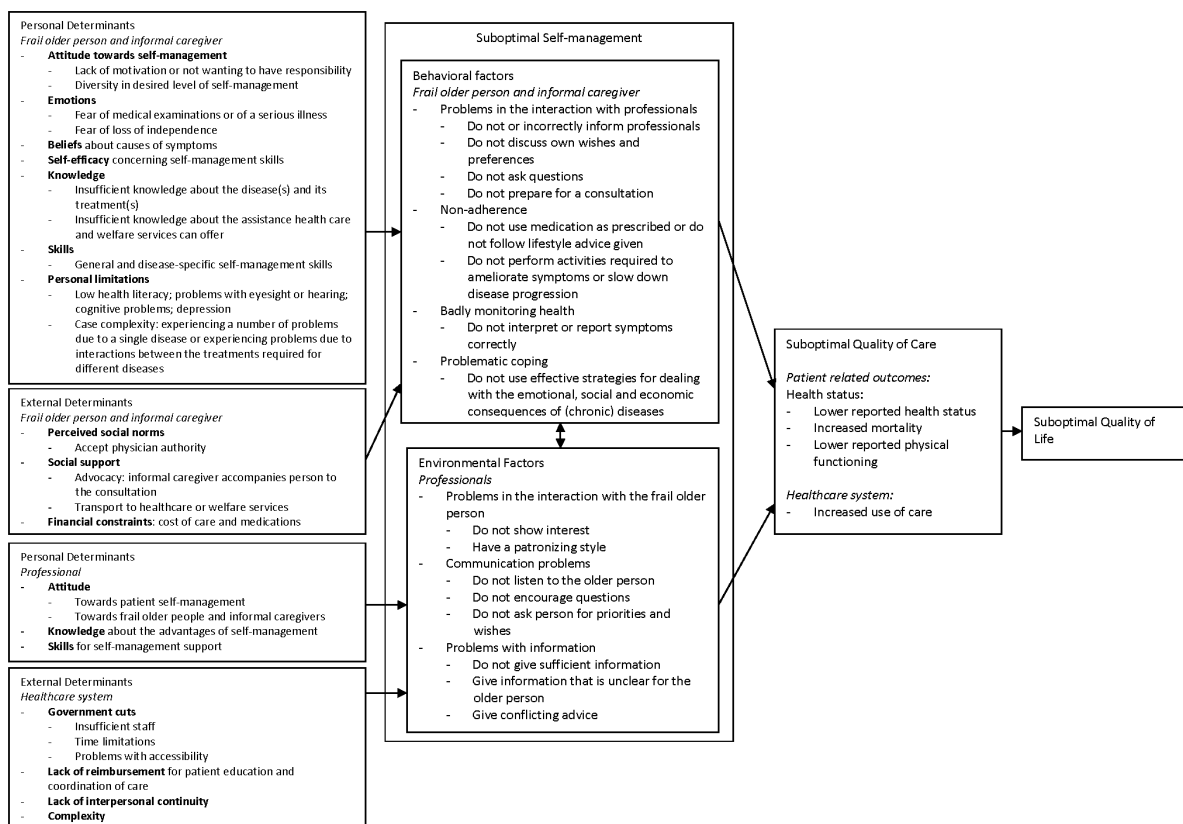 Personal Determinants
Frail older person and informal caregiver
- Attitude towards self-management
- Lack of motivation or not wanting to have responsibility
- Diversity in desired level of self-management
- Emotions
- Fear of medical examinations or of a serious illness
- Fear of loss of independence
- Beliefs about causes of symptoms
- Self-efficacy concerning self-management skills
- Knowledge
- Insufficient knowledge about the disease(s) and its
treatment(s)
- Insufficient knowledge about the assistance health care
and welfare services can offer
- Skills
- General and disease-specific self-management skills
- Personal limitations
- Low health literacy; problems with eyesight or hearing;
cognitive problems; depression
- Case complexity: experiencing a number of problems
due to a single disease or experiencing problems due to
interactions between the treatments required for
different diseases
External Determinants
Frail older person and informal caregiver
- Perceived social norms
- Accept physician authority
- Social support
- Advocacy: informal caregiver accompanies person to
the consultation
- Transport to healthcare or welfare services
- Financial constraints: cost of care and medications
Personal Determinants
Professional
- Attitude
- Towards patient self-management
- Towards frail older people and informal caregivers
- Knowledge about the advantages of self-management
- Skills for self-management support
External Determinants
Healthcare system
- Government cuts
- Insufficient staff
- Time limitations
- Problems with accessibility
- Lack of reimbursement for patient education and
coordination of care
- Lack of interpersonal continuity
- Complexity
Suboptimal Self-management
Behavioral factors
Frail older person and informal caregiver
- Problems in the interaction with professionals
- Do not or incorrectly inform professionals
- Do not discuss own wishes and
preferences
- Do not ask questions
- Do not prepare for a consultation
- Non-adherence
- Do not use medication as prescribed or do
not follow lifestyle advice given
- Do not perform activities required to
ameliorate symptoms or slow down
disease progression
- Badly monitoring health
- Do not interpret or report symptoms
correctly
- Problematic coping
- Do not use effective strategies for dealing
with the emotional, social and economic
consequences of (chronic) diseases
Environmental Factors
Professionals
- Problems in the interaction with the frail older
person
- Do not show interest
- Have a patronizing style
- Communication problems
- Do not listen to the older person
- Do not encourage questions
- Do not ask person for priorities and
wishes
- Problems with information
- Do not give sufficient information
- Give information that is unclear for the
older person
- Give conflicting advice
Suboptimal Quality of Care
Patient related outcomes:
Health status:
- Lower reported health status
- Increased mortality
- Lower reported physical
functioning
Healthcare system:
- Increased use of care
Suboptimal Quality of
Life